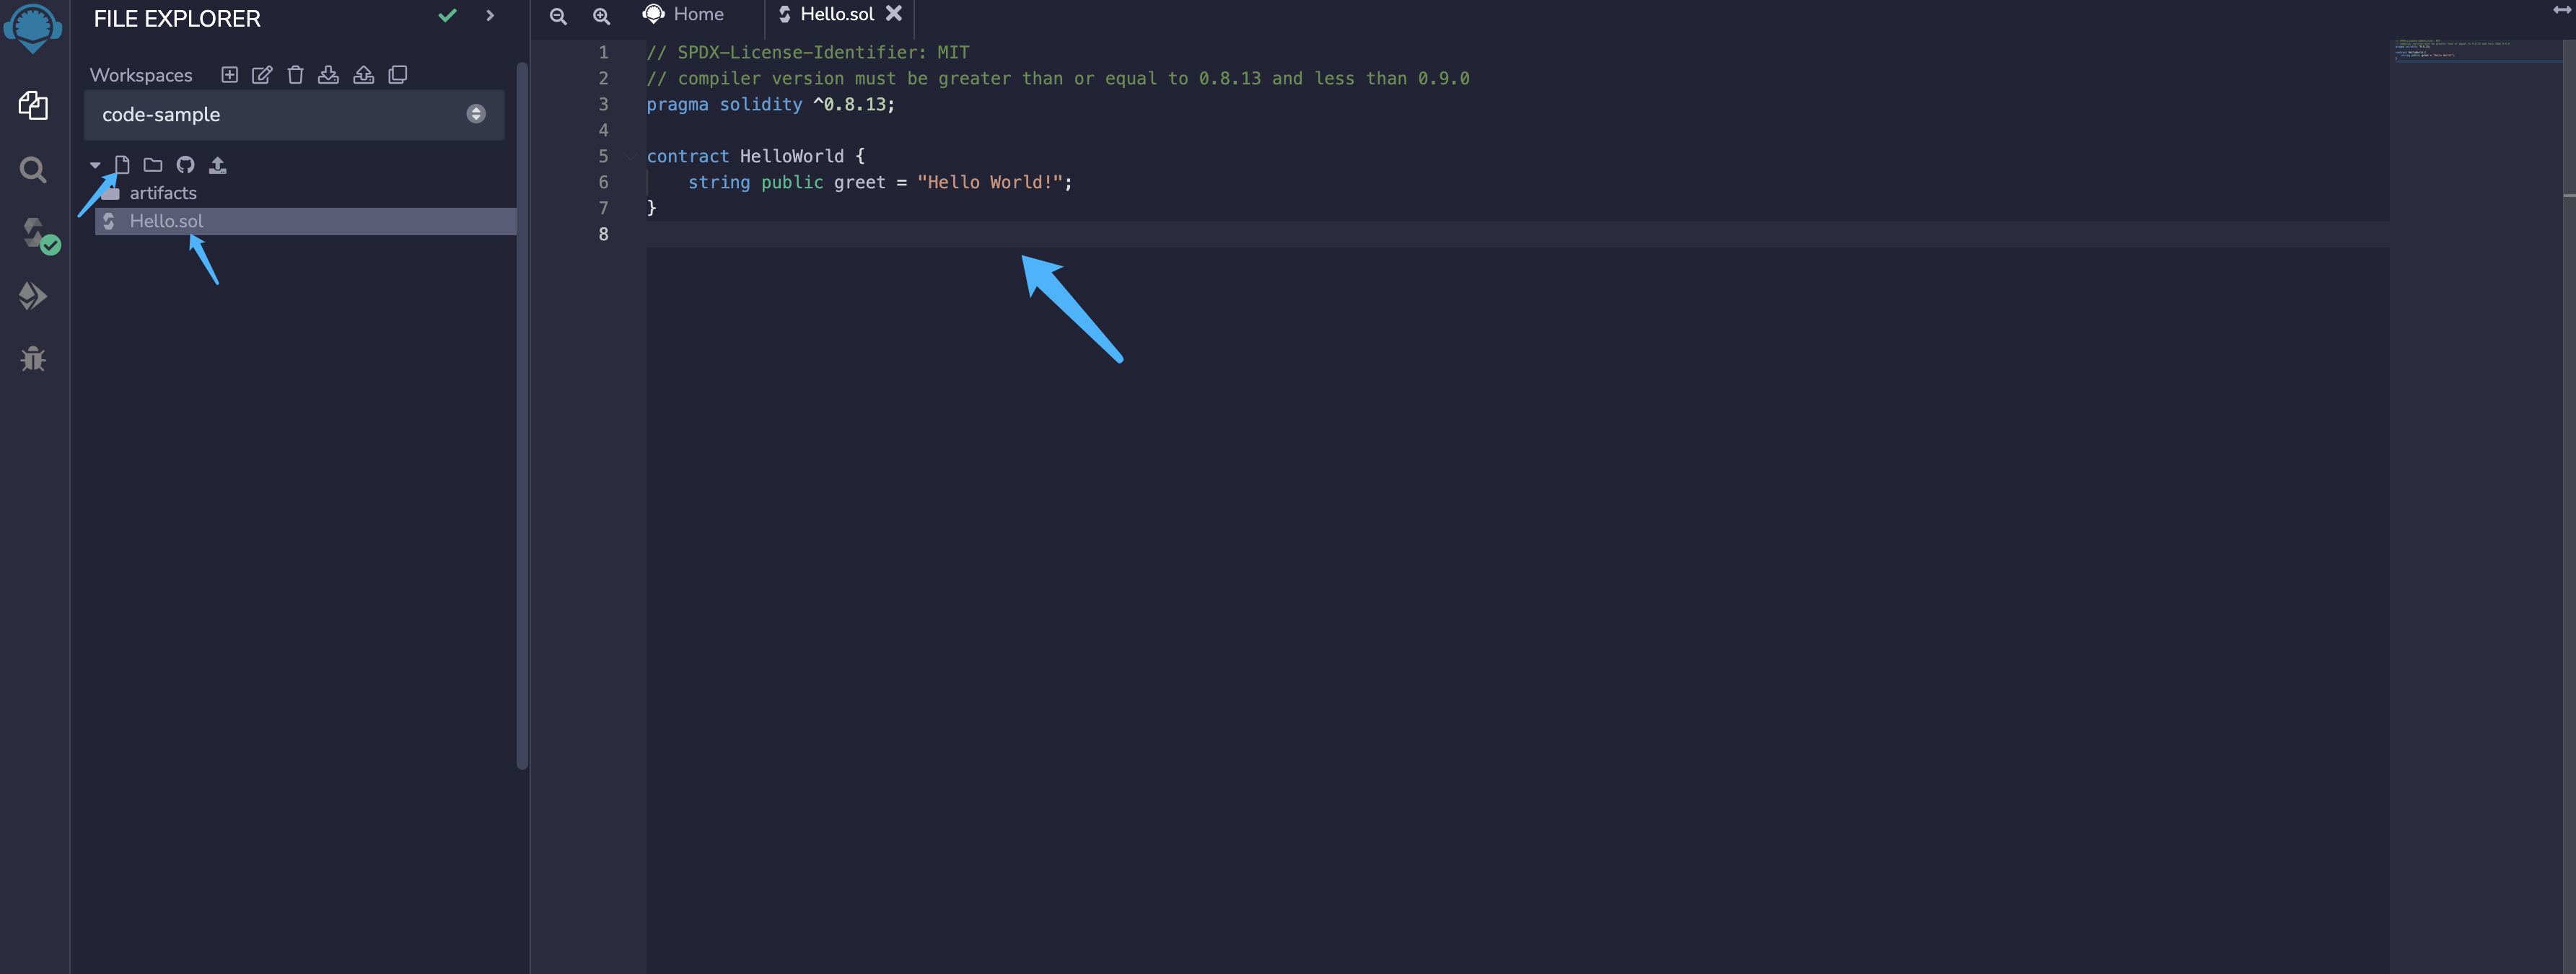 FILE EXPLORER
Workspaces
code-sample
artifacts
Hello.sol
Home
Hello.sol
1 // SPDX-License-Identifier: MIT
2 // compiler version must be greater than or equal to 0.8.13 and less than 0.9.0
3 pragma solidity ^0.8.13;
4
5 contract HelloWorld {
6 string public greet = "Hello World!";
7 }
8